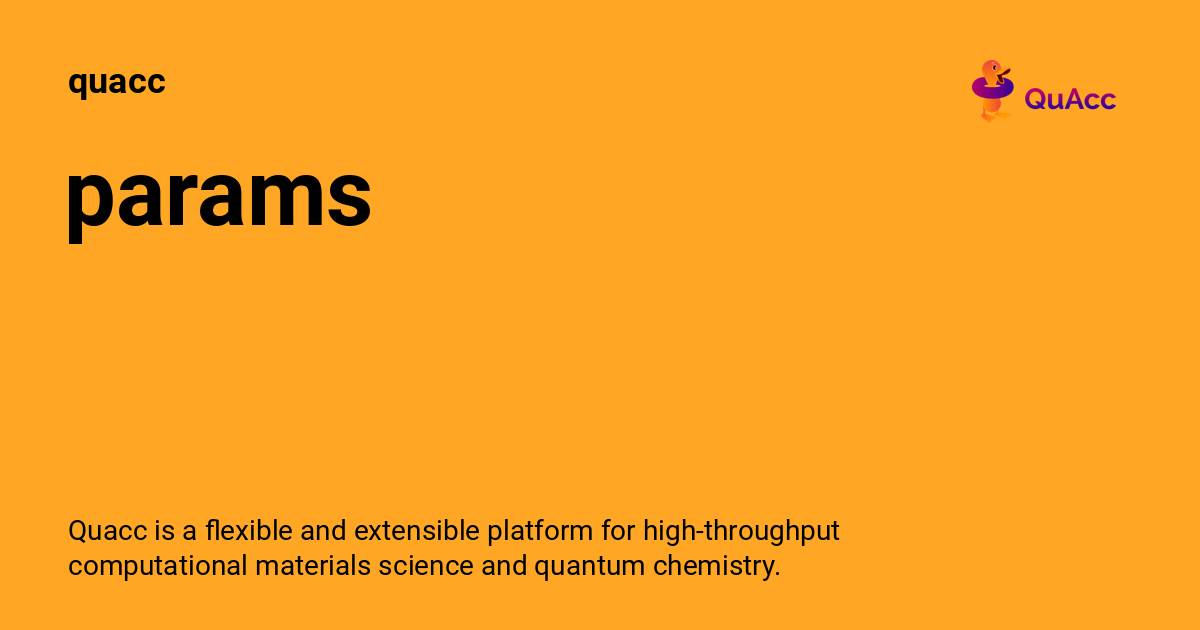 quacc
QuAcc
params
Quacc is a flexible and extensible platform for high-throughput
computational materials science and quantum chemistry.